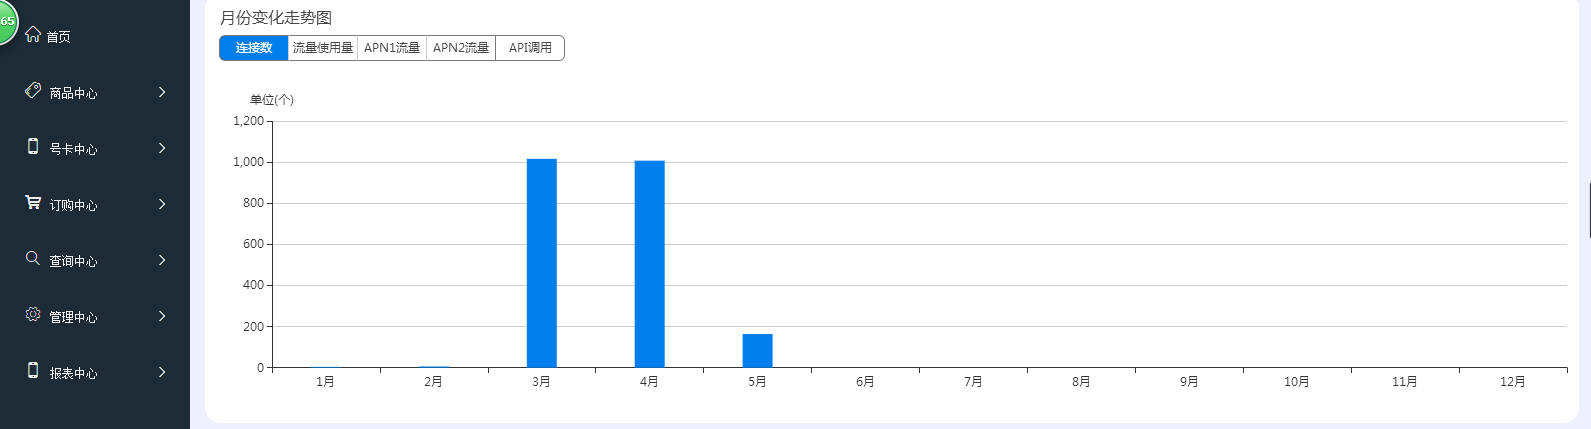 65
首页
商品中心
号卡中心
订购中心
查询中心
管理中心
报表中心
月份变化走势图
连接数 流量使用量 APN1流量 APN2流量 API调用
单位(个)
1,200
1,000
800
600
400
200
0
1月 2月 3月 4月 5月 6月 7月 8月 9月 10月 11月 12月